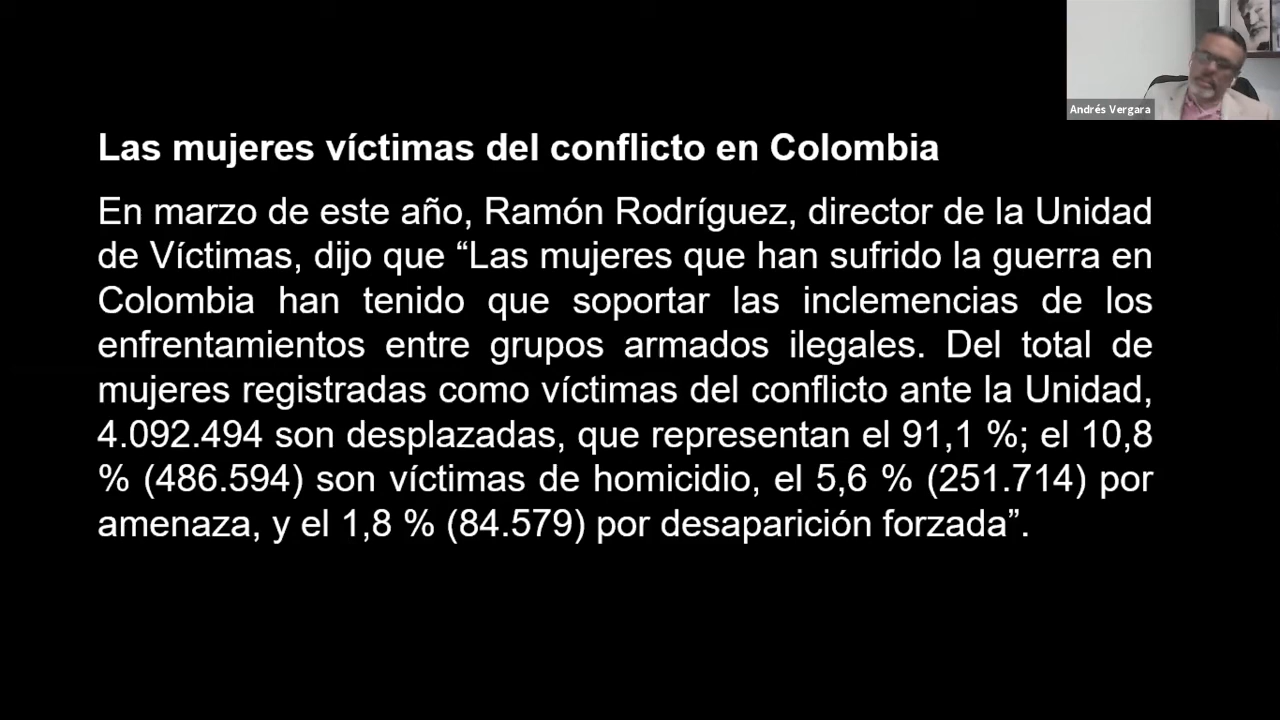 Andrés Vergara
Las mujeres víctimas del conflicto en Colombia
En marzo de este año, Ramón Rodríguez, director de la Unidad
de Víctimas, dijo que “Las mujeres que han sufrido la guerra en
Colombia han tenido que soportar las inclemencias de los
enfrentamientos entre grupos armados ilegales. Del total de
mujeres registradas como víctimas del conflicto ante la Unidad,
4.092.494 son desplazadas, que representan el 91,1 %; el 10,8
% (486.594) son víctimas de homicidio, el 5,6 % (251.714) por
amenaza, y el 1,8 % (84.579) por desaparición forzada”.